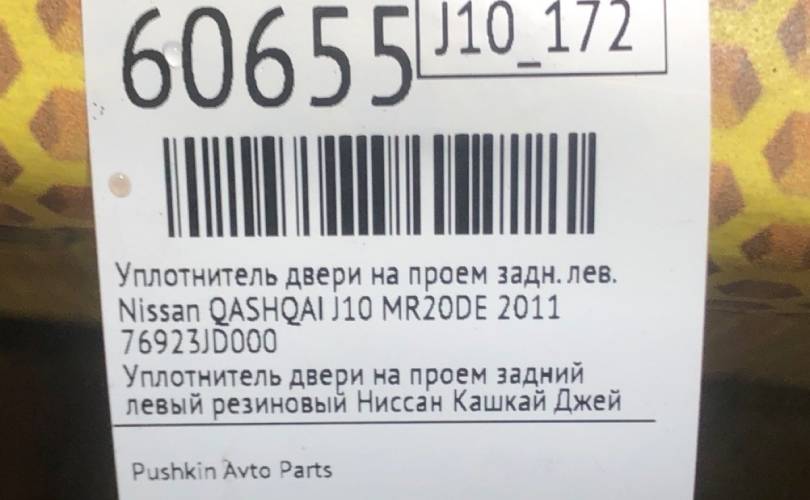 60655
J10_172
Уплотнитель двери на проем задн. лев.
Nissan QASHQAI J10 MR20DE 2011
76923JD000
Уплотнитель двери на проем задний
левый резиновый Ниссан Кашкай Джей
Pushkin Avto Parts